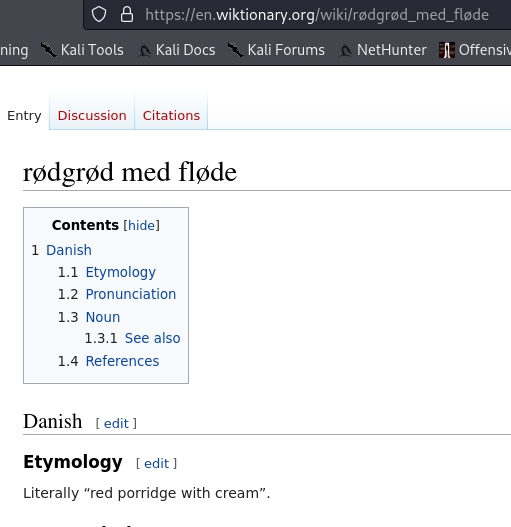 https://en.wiktionary.org/wiki/rødgrød_med_fløde
ning Kali Tools Kali Docs Kali Forums NetHunter Offensiv
Entry Discussion Citations
rødgrød med fløde
Contents [hide]
1 Danish
1.1 Etymology
1.2 Pronunciation
1.3 Noun
1.3.1 See also
1.4 References
Danish [ edit ]
Etymology [ edit ]
Literally “red porridge with cream”.